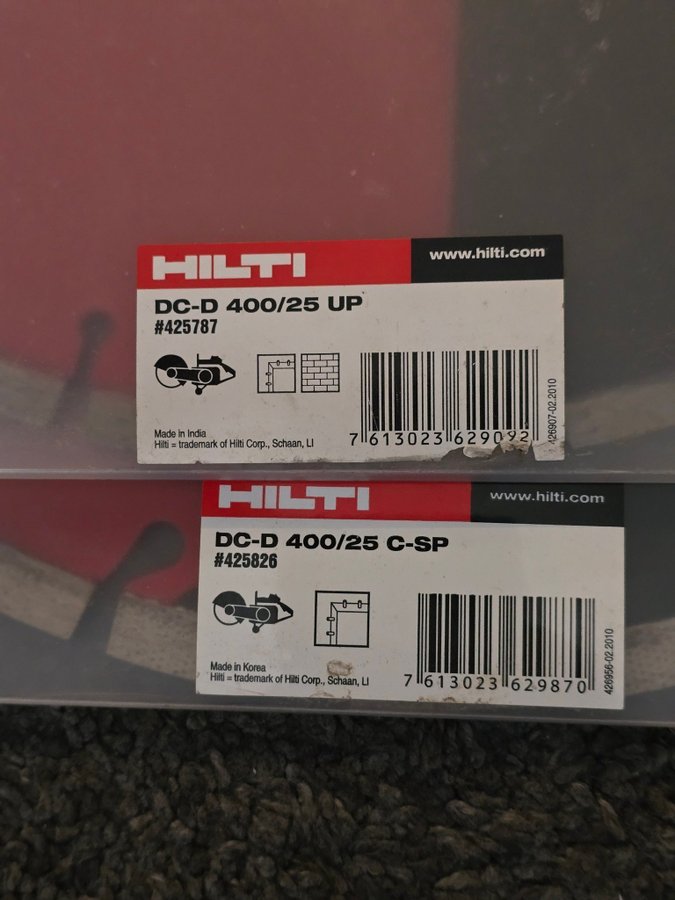 HILTI
www.hilti.com
DC-D 400/25 UP
#425787
Made in India
Hilti = trademark of Hilti Corp., Schaan, LI
7 613023 629092
426907-02.2010
HILTI
www.hilti.com
DC-D 400/25 C-SP
#425826
Made in Korea
Hilti = trademark of Hilti Corp., Schaan, LI
7 613023 629870
426956-02.2010